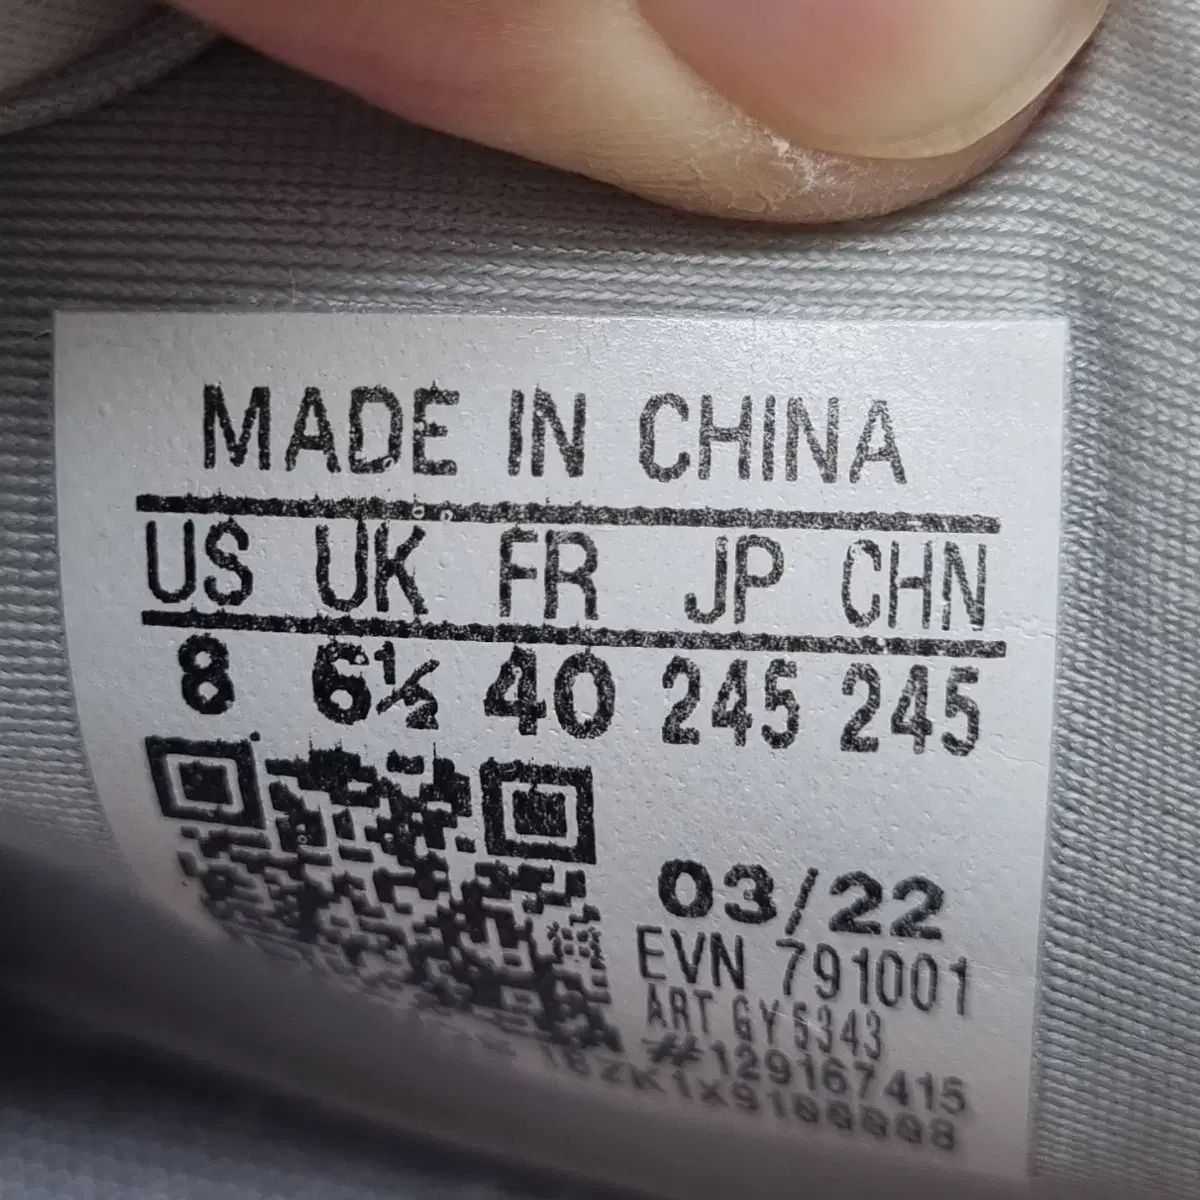 MADE IN CHINA
US UK FR JP CHN
8 6½ 40 245 245
03/22
EVN 791001
ART GY5343
#129167415